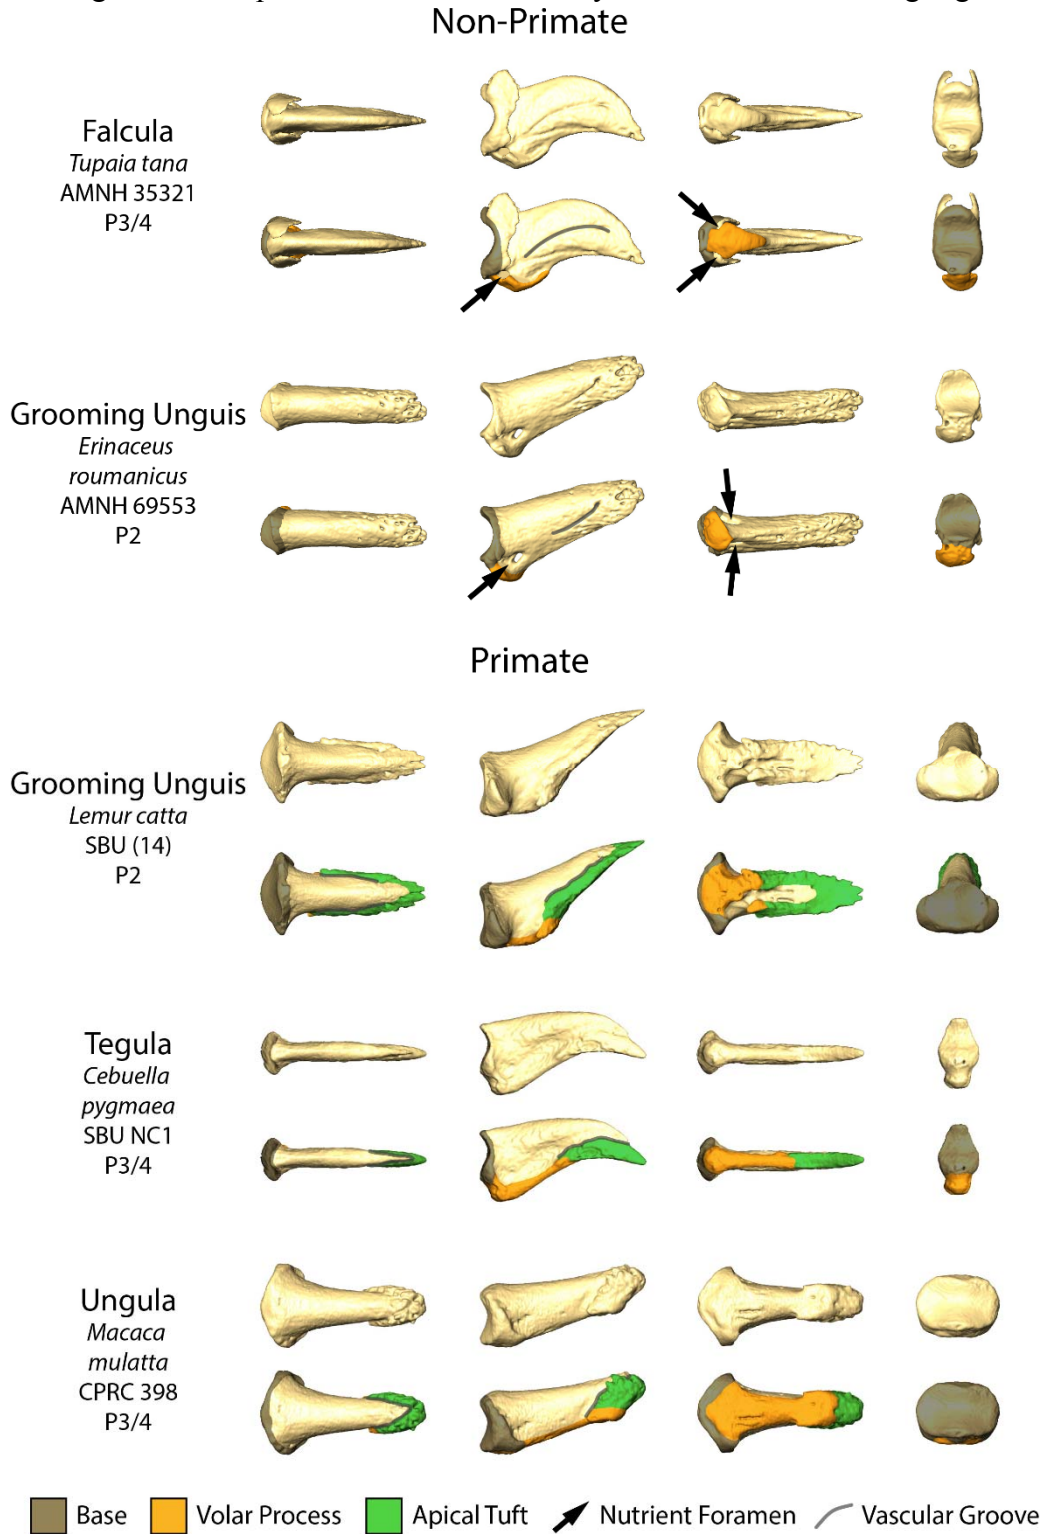 Non-Primate
Falcula
Tupaia tana
AMNH 35321
P3/4
Grooming Unguis
Erinaceus
roumanicus
AMNH 69553
P2
Primate
Grooming Unguis
Lemur catta
SBU (14)
P2
Tegula
Cebuella
pygmaea
SBU NC1
P3/4
Ungula
Macaca
mulatta
CPRC 398
P3/4
Base
Volar Process
Apical Tuft
Nutrient Foramen
Vascular Groove